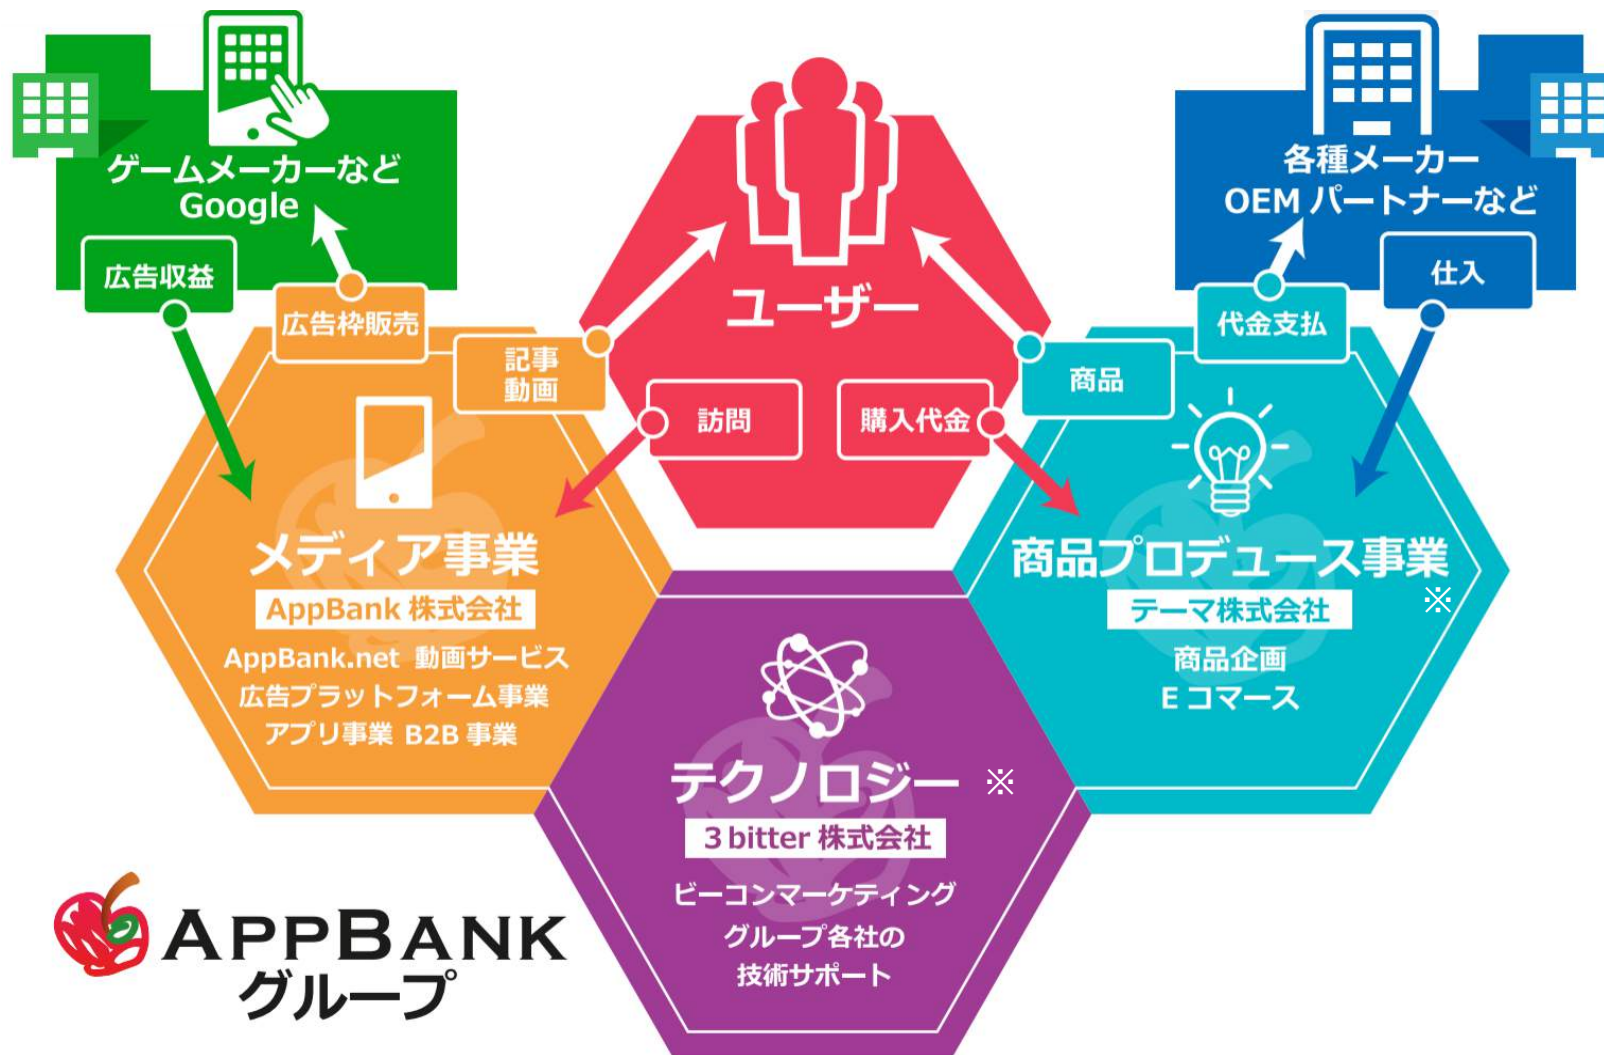 ゲームメーカーなど
Google
広告収益
広告枠販売
記事
動画
ユーザー
訪問
購入代金
各種メーカー
OEM パートナーなど
仕入
代金支払
商品
メディア事業
AppBank 株式会社
AppBank.net 動画サービス
広告プラットフォーム事業
アプリ事業 B2B 事業
商品プロデュース事業
※
テーマ株式会社
商品企画
E コマース
テクノロジー ※
3 bitter 株式会社
ビーコンマーケティング
グループ各社の
技術サポート
APPBANK
グループ